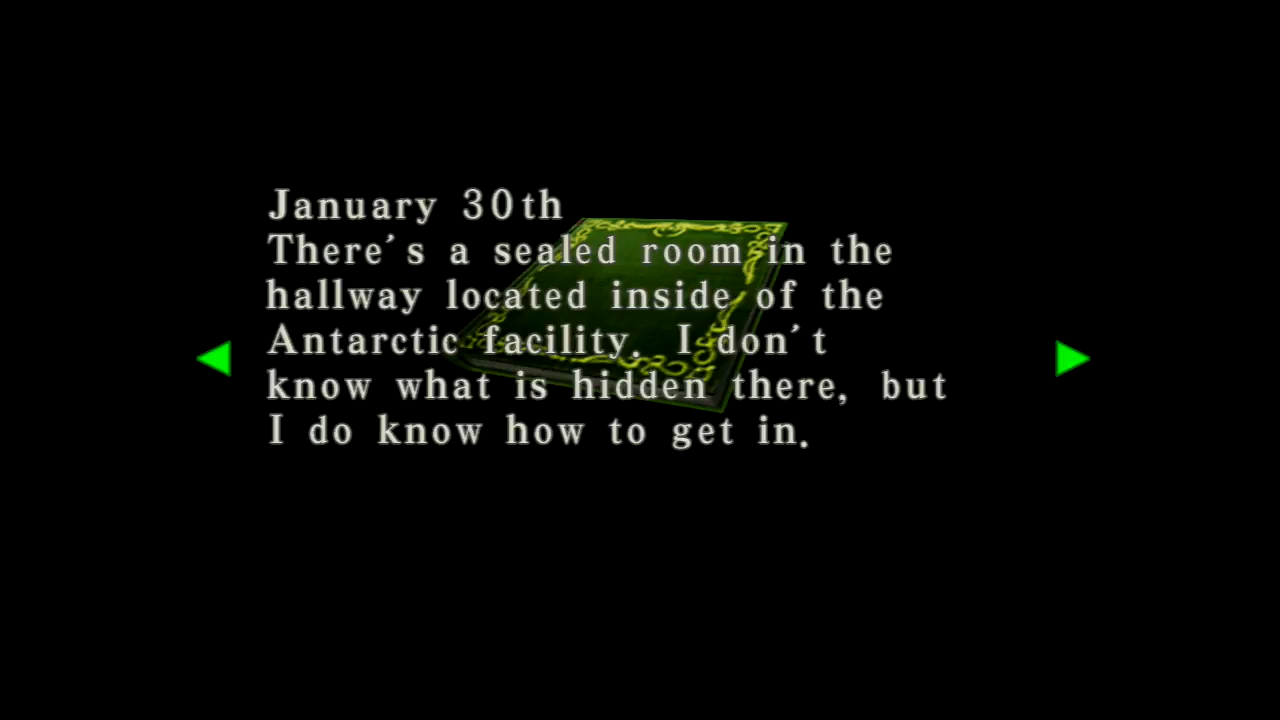 January 30th
There's a sealed room in the
hallway located inside of the
Antarctic facility. I don't
know what is hidden there, but
I do know how to get in.